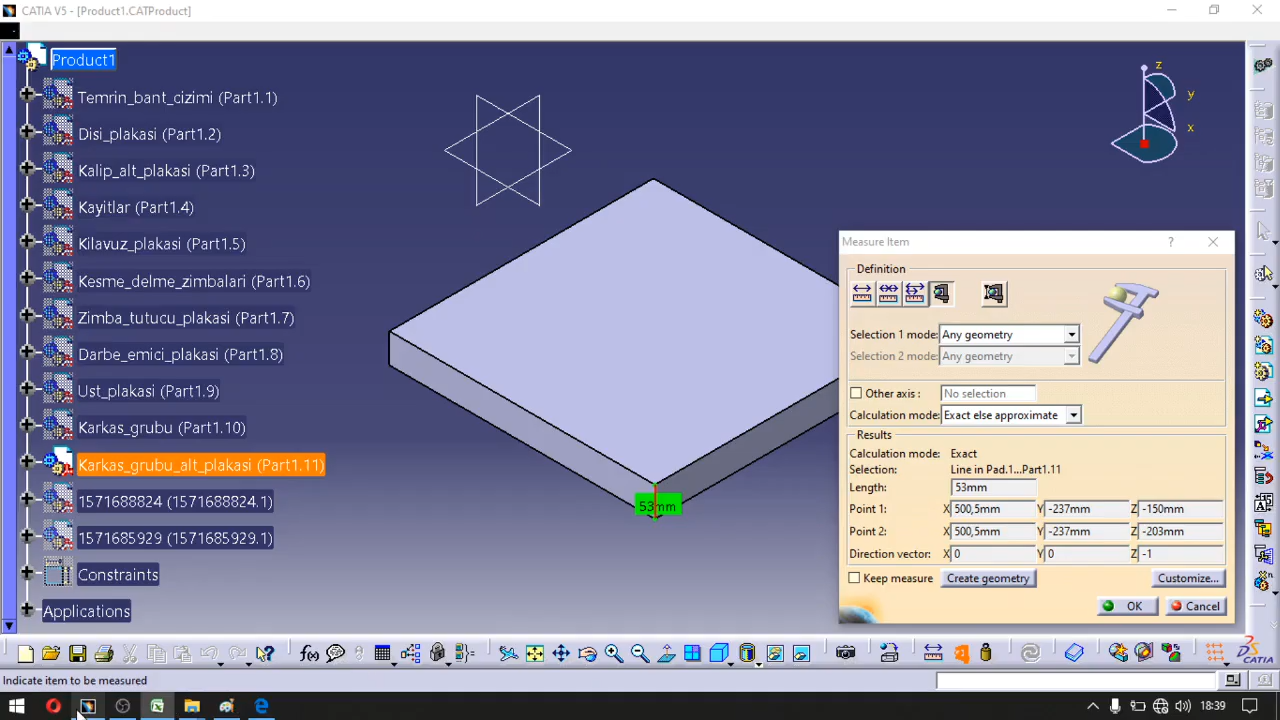 CATIA V5 - [Product1.CATProduct]
Product1
Temrin_bant_cizimi (Part1.1)
Disi_plakasi (Part1.2)
Kalip_alt_plakasi (Part1.3)
Kayitlar (Part1.4)
Kilavuz_plakasi (Part1.5)
Kesme_delme_zimbalari (Part1.6)
Zimba_tutucu_plakasi (Part1.7)
Darbe_emici_plakasi (Part1.8)
Ust_plakasi (Part1.9)
Karkas_grubu (Part1.10)
Karkas_grubu_alt_plakasi (Part1.11)
1571688824 (1571688824.1)
1571685929 (1571685929.1)
Constraints
Applications
z
y
x
53mm
Measure Item
?
Definition
Selection 1 mode: Any geometry
Selection 2 mode: Any geometry
Other axis : No selection
Calculation mode: Exact else approximate
Results
Calculation mode: Exact
Selection: Line in Pad.1...Part1.11
Length: 53mm
Point 1: X 500,5mm Y -237mm Z -150mm
Point 2: X 500,5mm Y -237mm Z -203mm
Direction vector: X 0 Y 0 Z -1
Keep measure Create geometry Customize...
OK Cancel
f(x)
CATIA
Indicate item to be measured
18:39